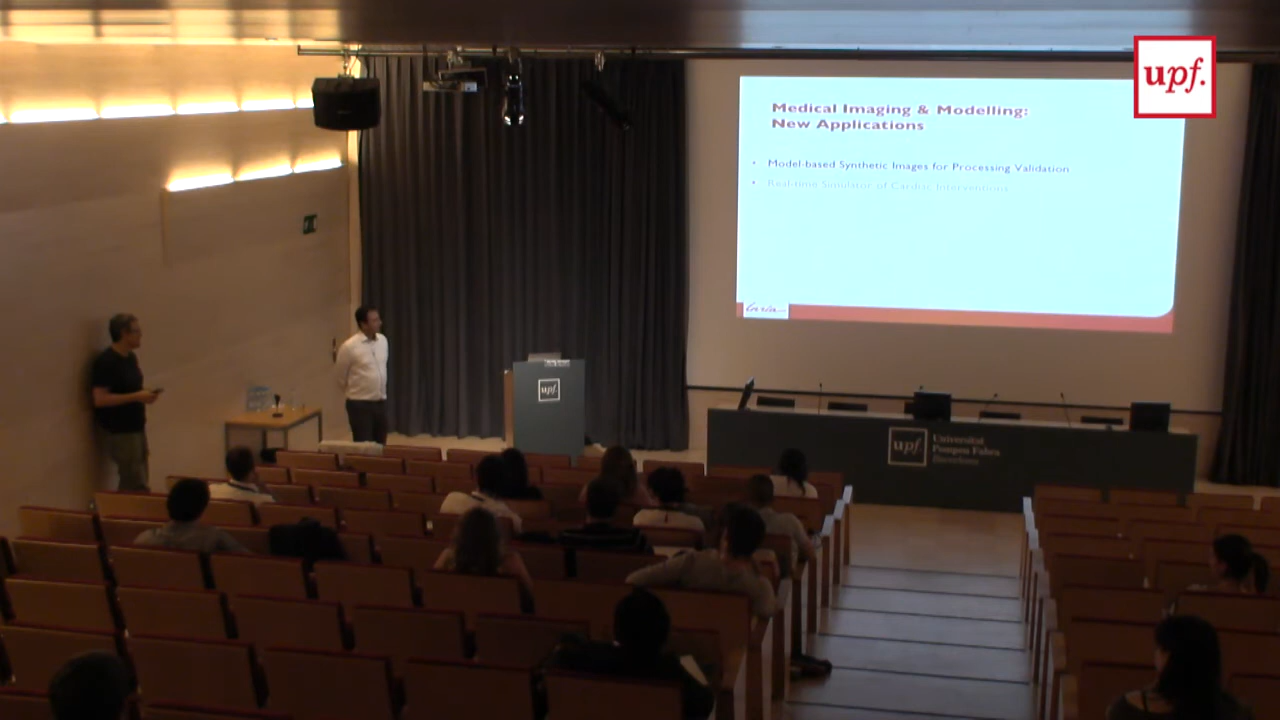 upf.
Medical Imaging & Modelling:
New Applications
• Model-based Synthetic Images for Processing Validation
• Real-time Simulator of Cardiac Interventions
Inria
upf.
upf.
Universitat
Pompeu Fabra
Barcelona